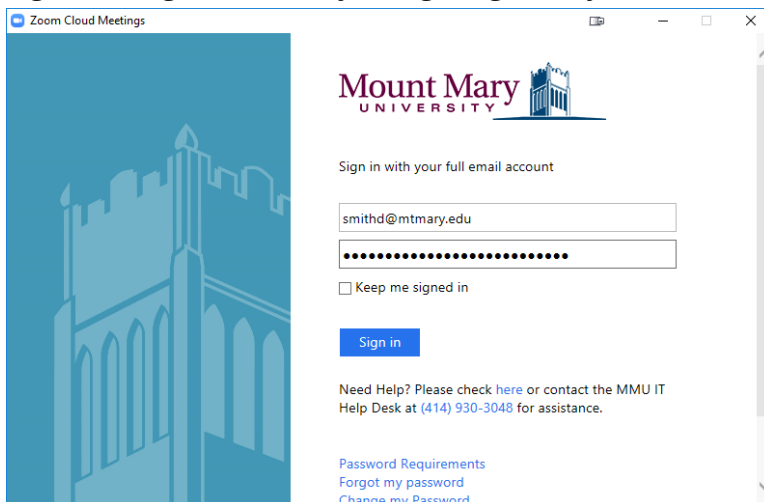 Zoom Cloud Meetings
Mount Mary
UNIVERSITY
Sign in with your full email account
smithd@mtmary.edu
Keep me signed in
Sign in
Need Help? Please check here or contact the MMU IT
Help Desk at (414) 930-3048 for assistance.
Password Requirements
Forgot my password
Change my Password